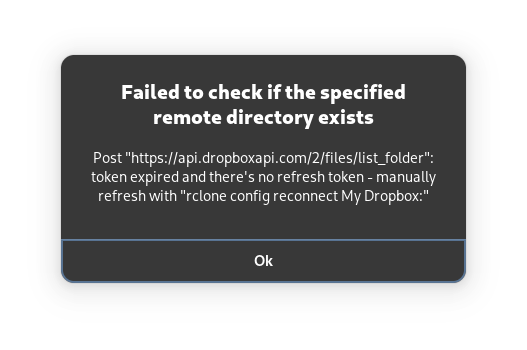 Failed to check if the specified
remote directory exists
Post "https://api.dropboxapi.com/2/files/list_folder":
token expired and there's no refresh token - manually
refresh with "rclone config reconnect My Dropbox:"
Ok